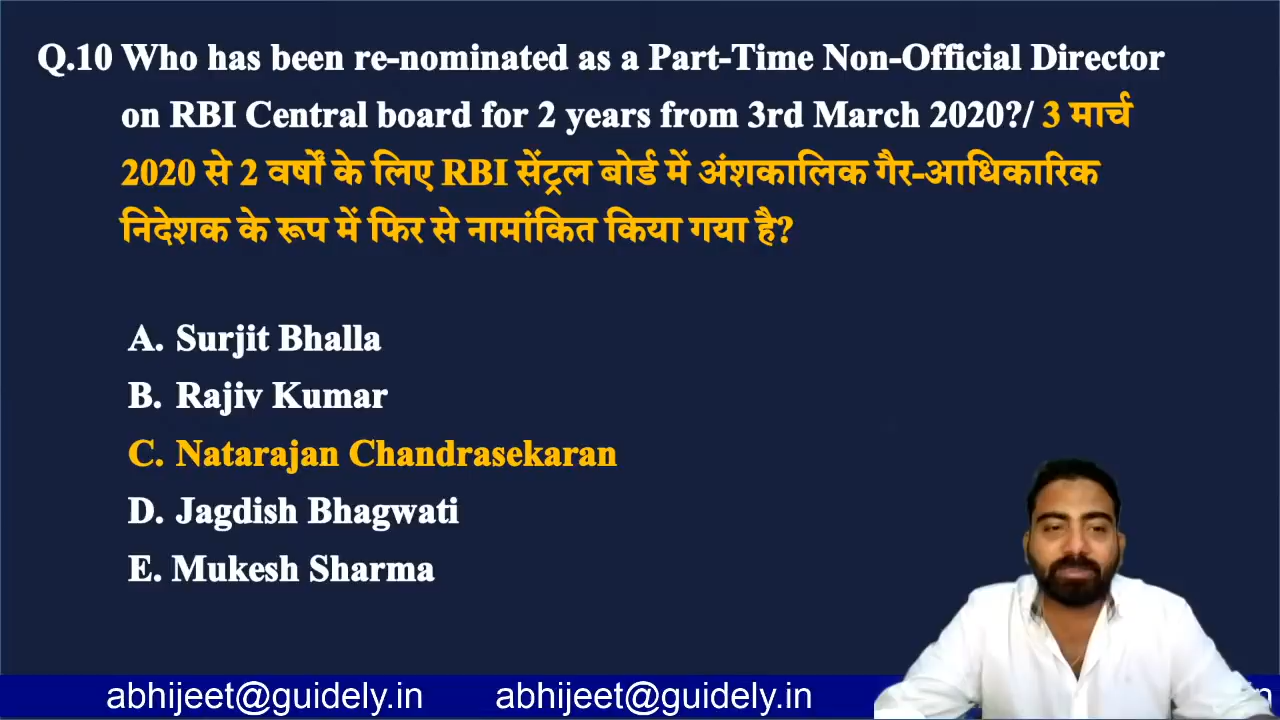 Q.10 Who has been re-nominated as a Part-Time Non-Official Director
on RBI Central board for 2 years from 3rd March 2020?/ 3 मार्च
2020 से 2 वर्षों के लिए RBI सेंट्रल बोर्ड में अंशकालिक गैर-आधिकारिक
निदेशक के रूप में फिर से नामांकित किया गया है?
A. Surjit Bhalla
B. Rajiv Kumar
C. Natarajan Chandrasekaran
D. Jagdish Bhagwati
E. Mukesh Sharma
abhijeet@guidely.in abhijeet@guidely.in in